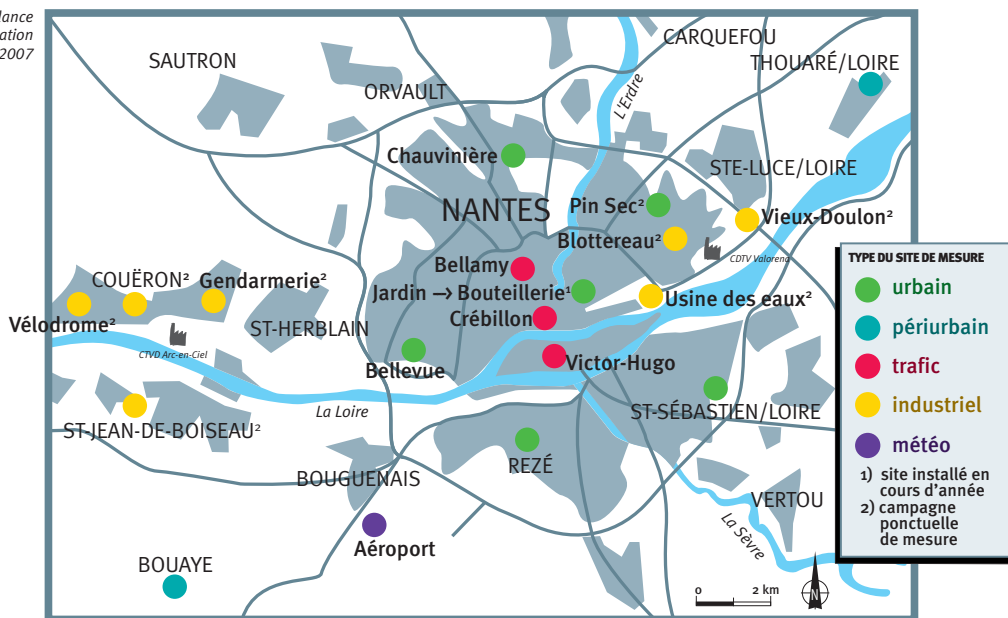 lance
ation
2007
CARQUEFOU
SAUTRON
THOUARÉ/LOIRE
ORVAULT
L'Erdre
Chauvinière
STE-LUCE/LOIRE
NANTES
Pin Sec²
Vieux-Doulon²
Blottereau²
CDTV Valorena
Bellamy
COUËRON²
Gendarmerie²
Jardin → Bouteillerie¹
Usine des eaux²
Crébillon
Vélodrome²
ST-HERBLAIN
CTVD Arc-en-Ciel
Victor-Hugo
Bellevue
La Loire
ST-SÉBASTIEN/LOIRE
ST-JEAN-DE-BOISEAU²
REZÉ
BOUGUENAIS
VERTOU
La Sèvre
Aéroport
BOUAYE
0 2 km
N
TYPE DU SITE DE MESURE
urbain
périurbain
trafic
industriel
météo
1) site installé en
cours d'année
2) campagne
ponctuelle
de mesure